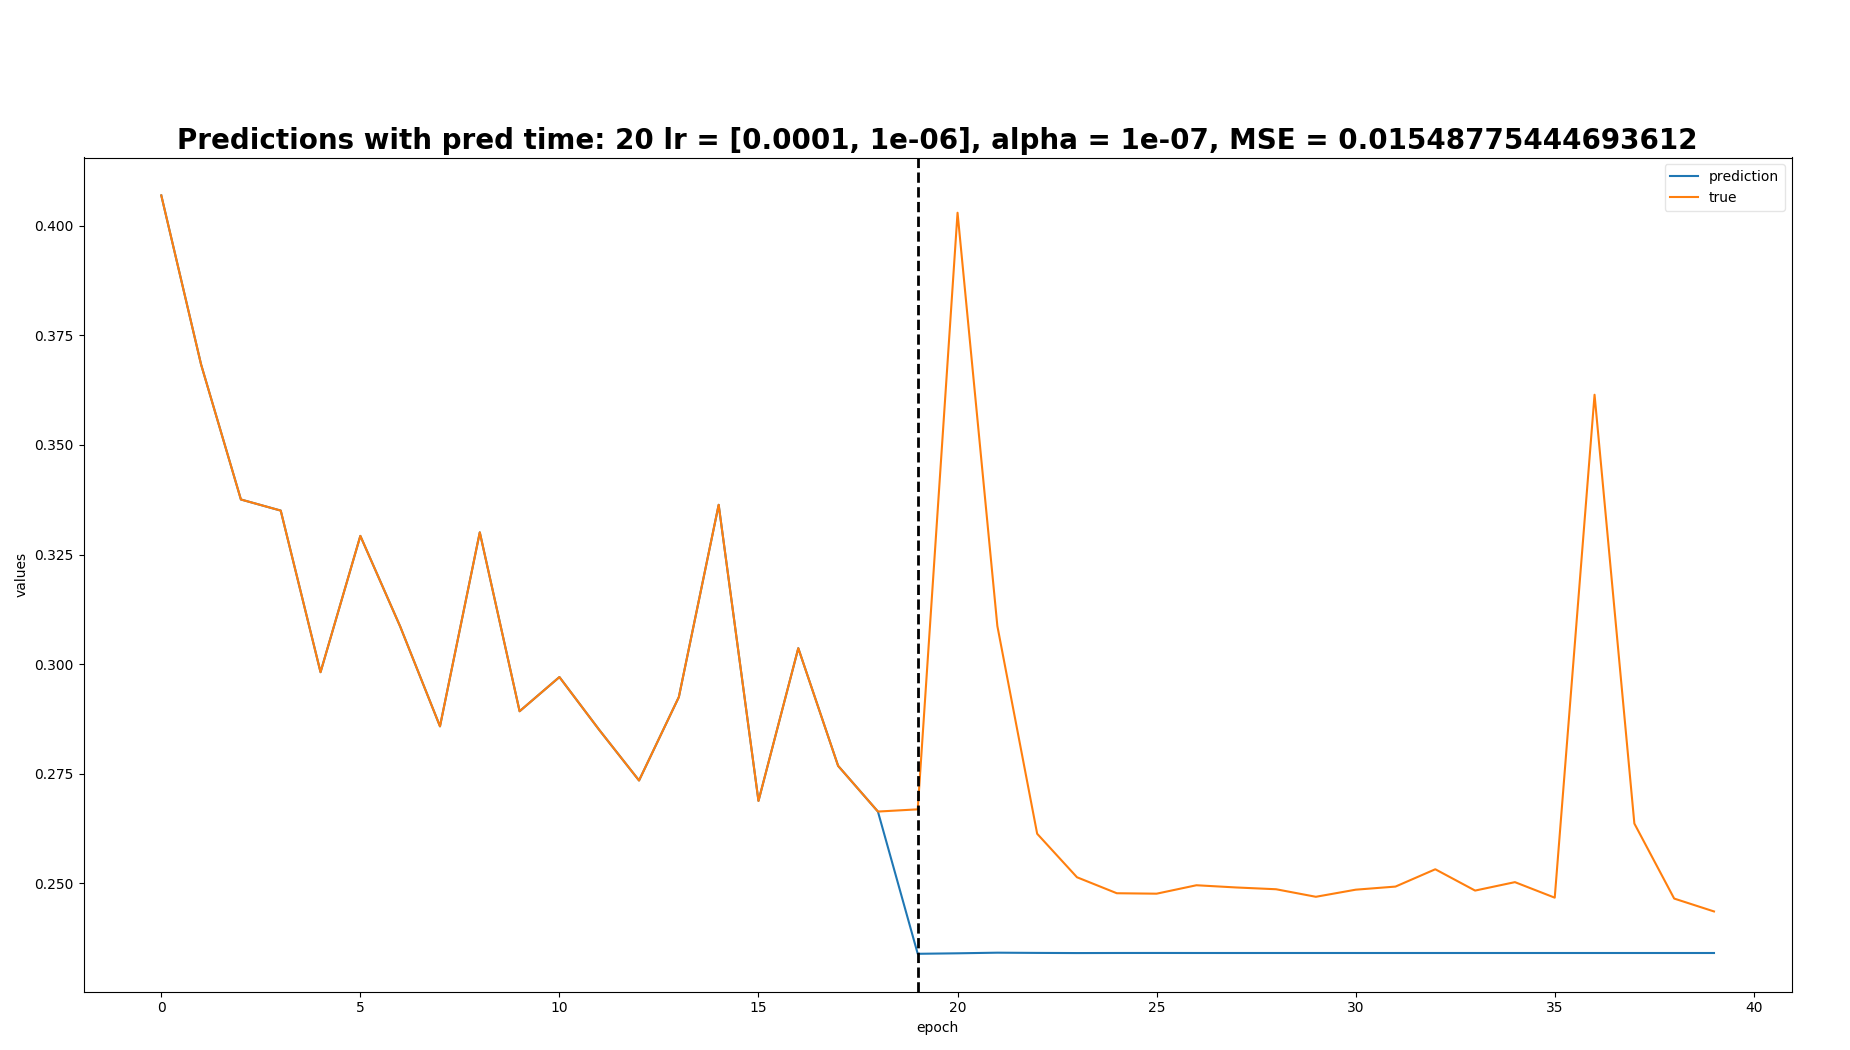 Predictions with pred time: 20 lr = [0.0001, 1e-06], alpha = 1e-07, MSE = 0.01548775444693612
prediction
true
0.400
0.375
0.350
0.325
0.300
0.275
0.250
values
0 5 10 15 20 25 30 35 40
epoch